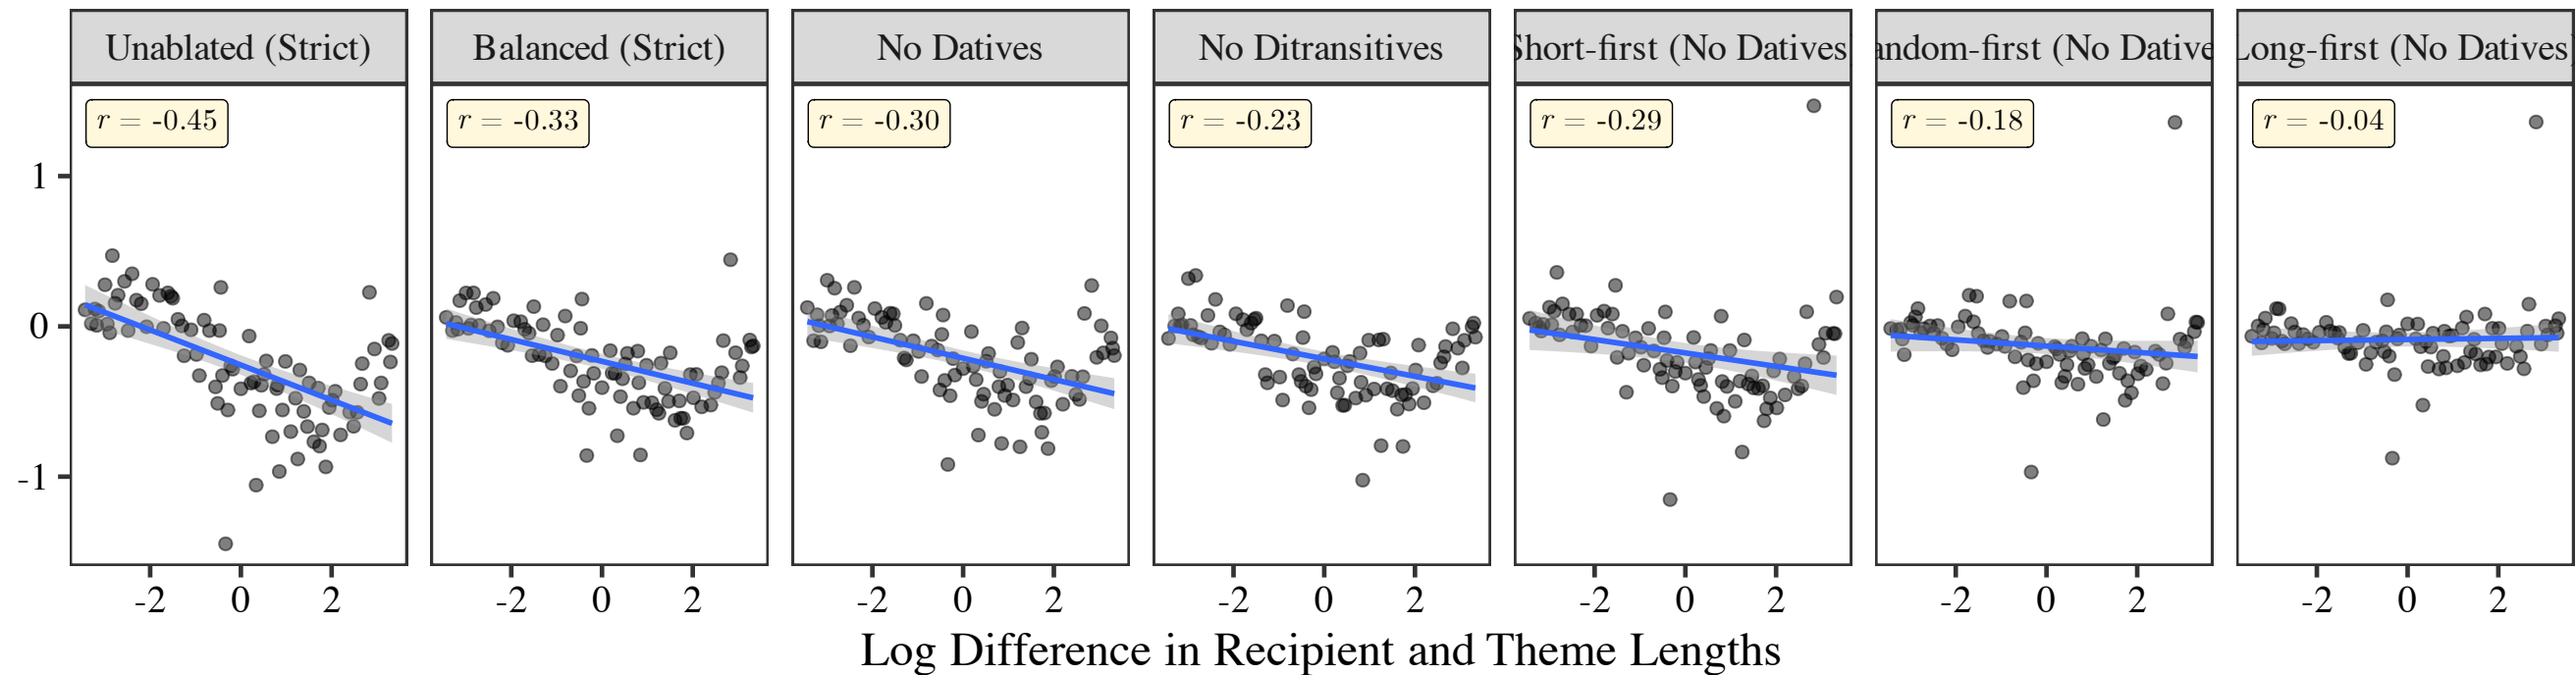 Unablated (Strict)
Balanced (Strict)
No Datives
No Ditransitives
Short-first (No Datives)
andom-first (No Dative
Long-first (No Datives)
r = -0.45
r = -0.33
r = -0.30
r = -0.23
r = -0.29
r = -0.18
r = -0.04
1
0
-1
-2 0 2
-2 0 2
-2 0 2
-2 0 2
-2 0 2
-2 0 2
-2 0 2
Log Difference in Recipient and Theme Lengths